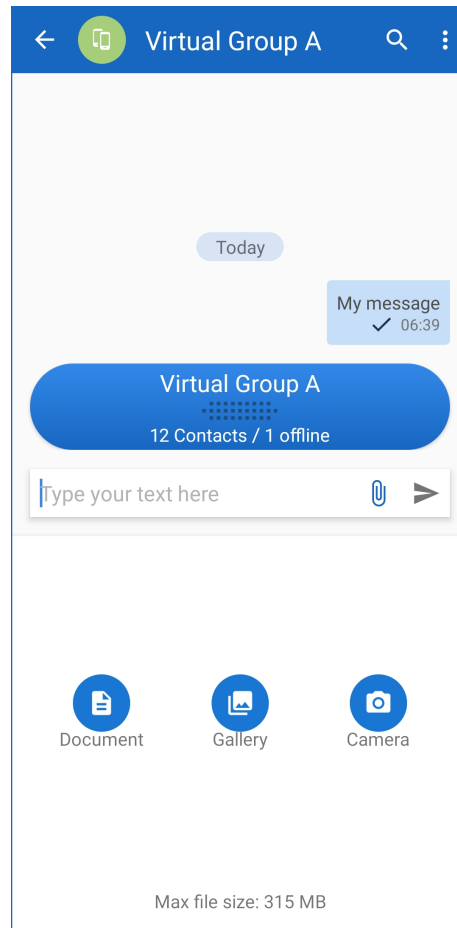 Virtual Group A
Today
My message
06:39
Virtual Group A
12 Contacts / 1 offline
Type your text here
Document Gallery Camera
Max file size: 315 MB